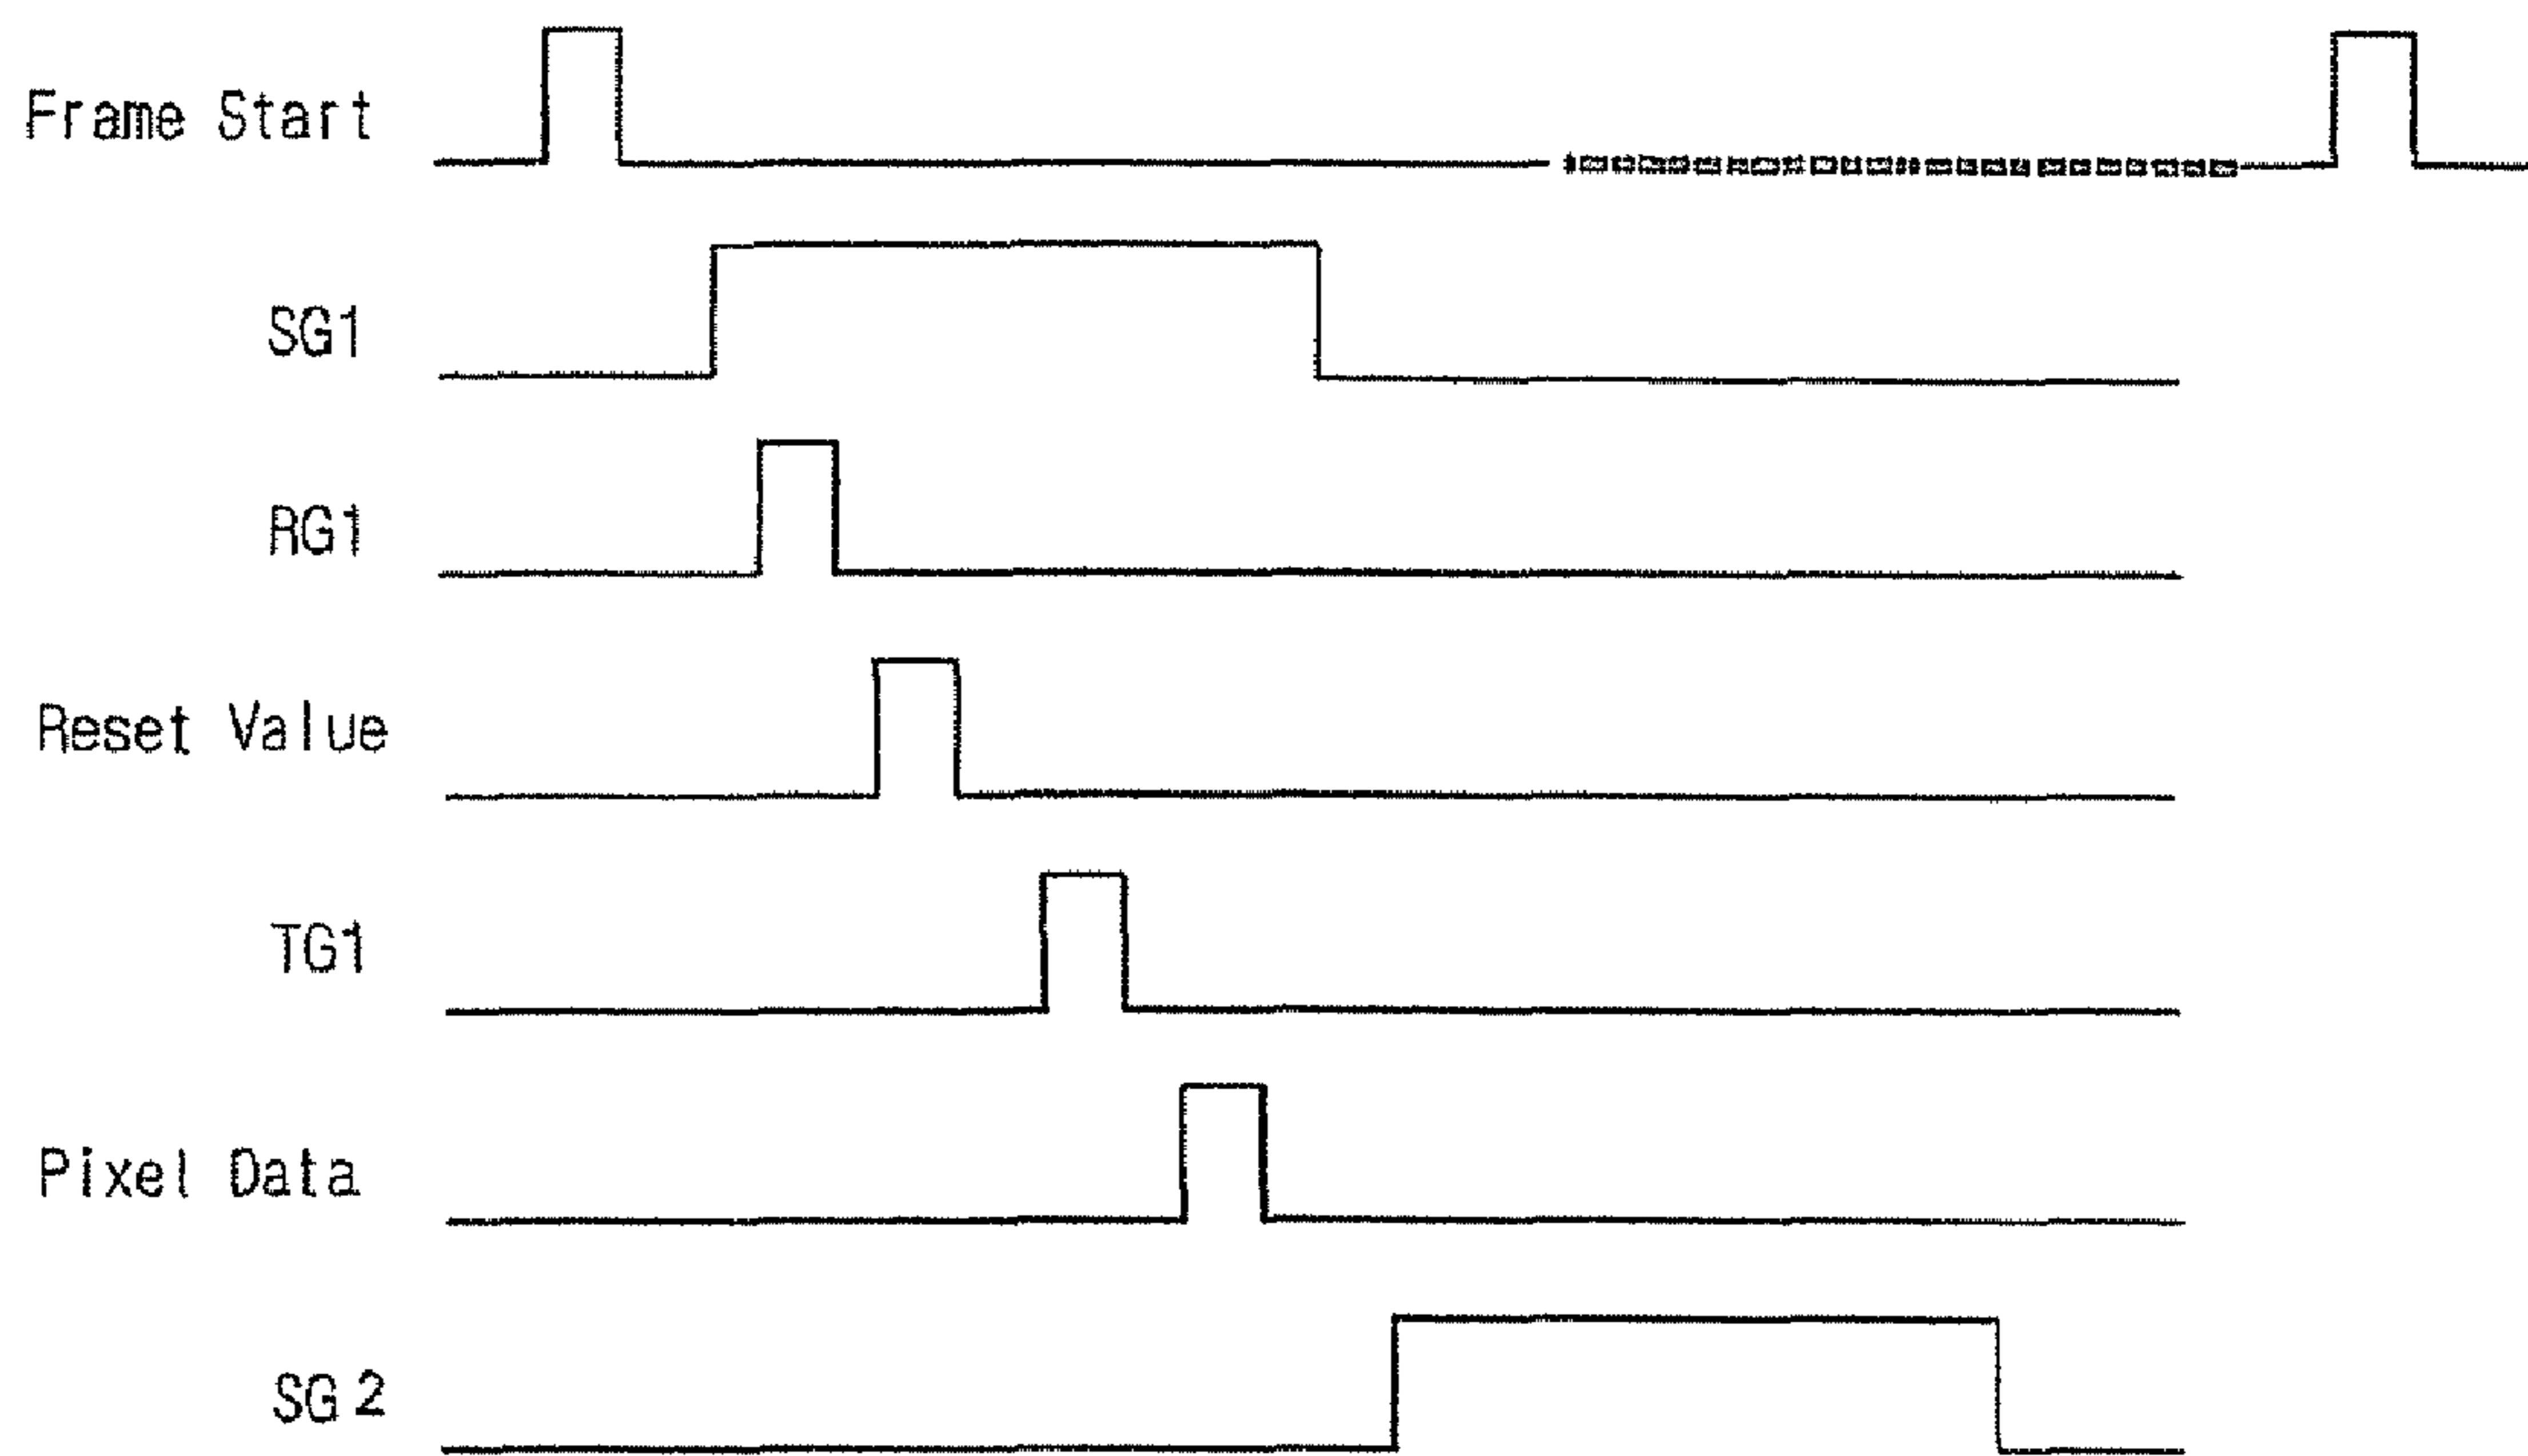 Frame Start
SG1
RG1
Reset Value
TG1
Pixel Data
SG 2